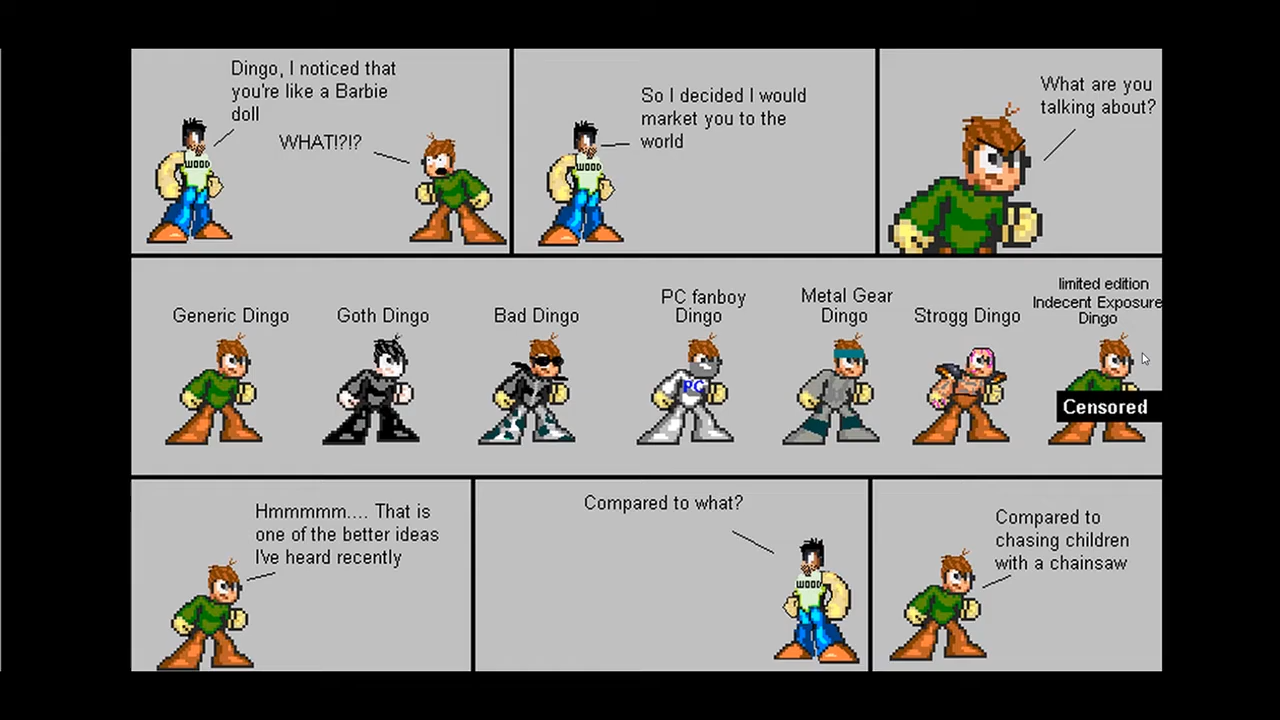 Dingo, I noticed that
you're like a Barbie
doll
WHAT!?!?
WOOD
So I decided I would
market you to the
world
WOOD
What are you
talking about?
Generic Dingo
Goth Dingo
Bad Dingo
PC fanboy
Dingo
PC
Metal Gear
Dingo
Strogg Dingo
limited edition
Indecent Exposure
Dingo
Censored
Hmmmmm.... That is
one of the better ideas
I've heard recently
Compared to what?
WOOD
Compared to
chasing children
with a chainsaw